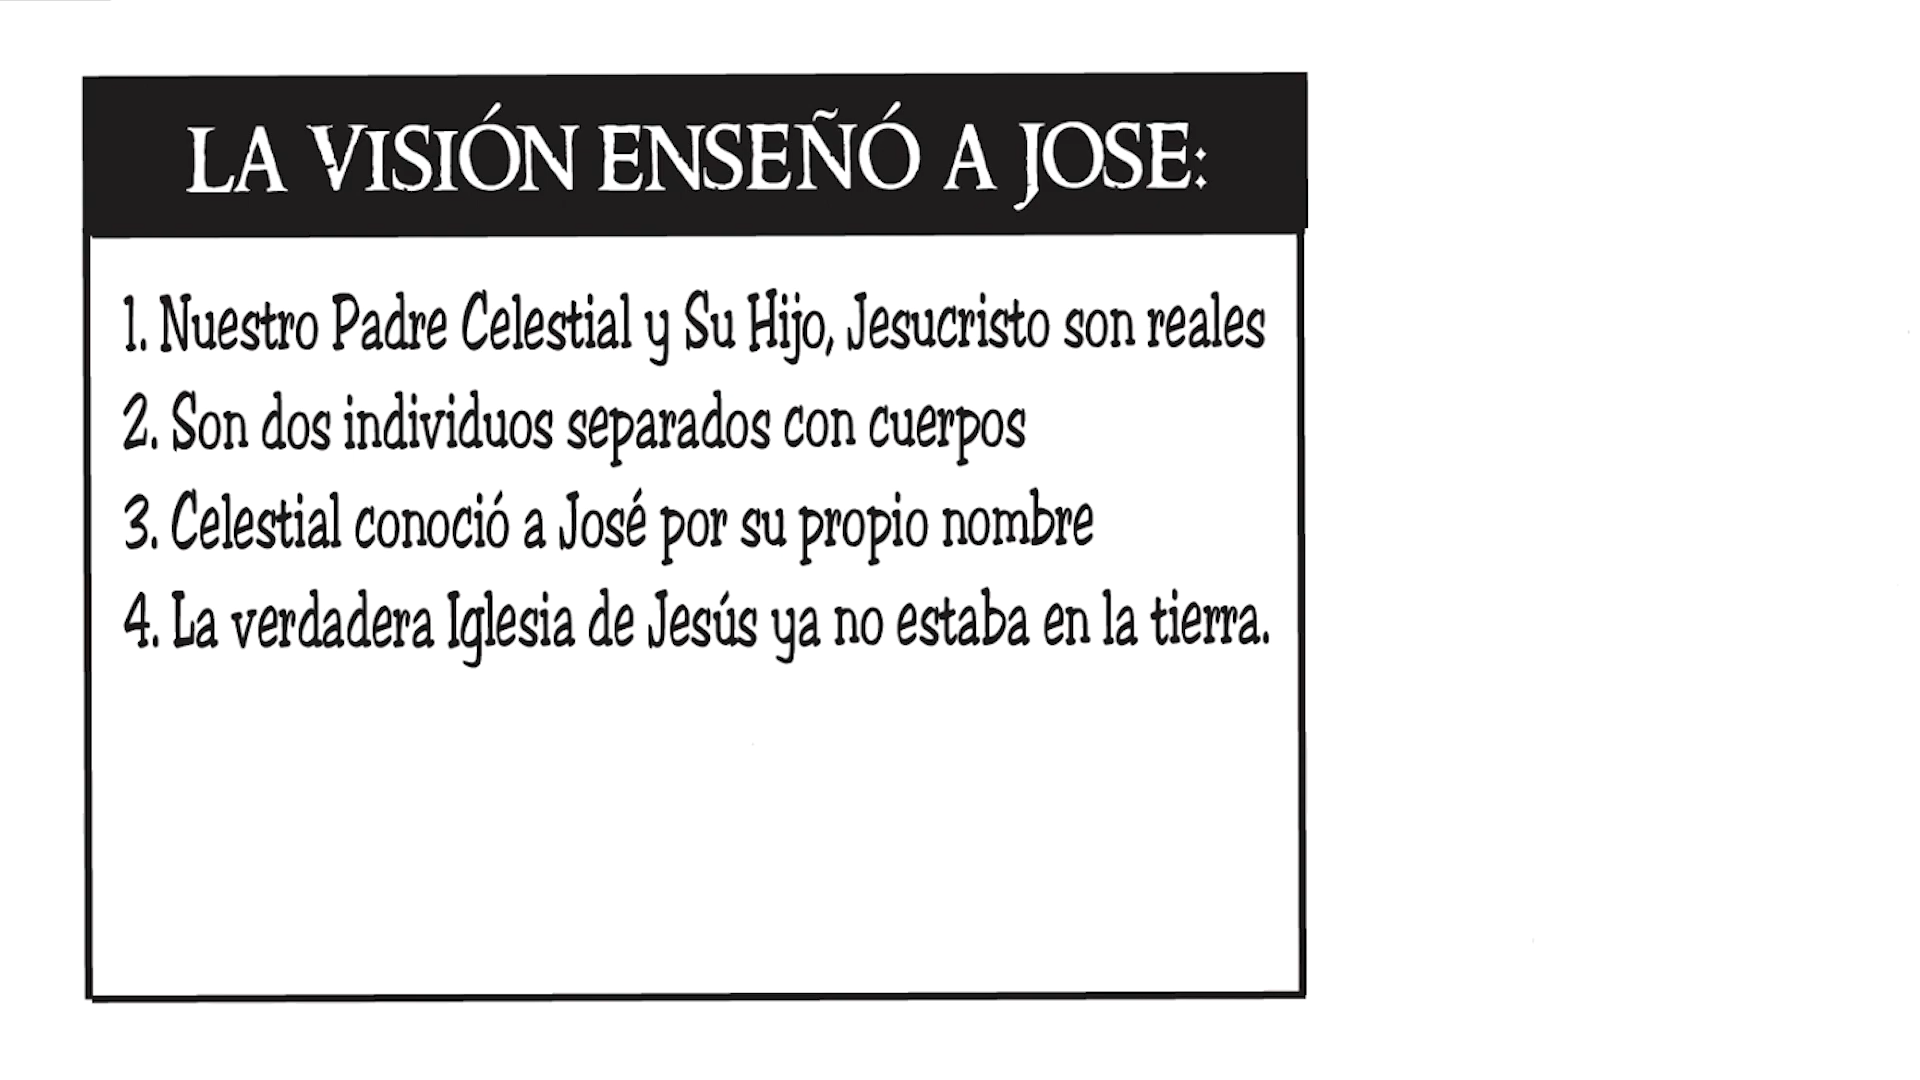 LA VISIÓN ENSEÑÓ A JOSE:
1. Nuestro Padre Celestial y Su Hijo, Jesucristo son reales
2. Son dos individuos separados con cuerpos
3. Celestial conoció a José por su propio nombre
4. La verdadera Iglesia de Jesús ya no estaba en la tierra.